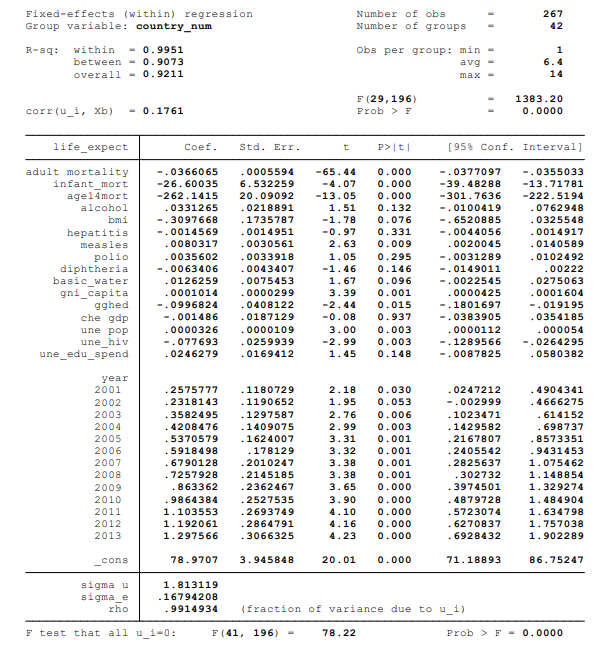 Fixed-effects (within) regression Number of obs = 267
Group variable: country_num Number of groups = 42
R-sq: within = 0.9951 Obs per group: min = 1
between = 0.9073 avg = 6.4
overall = 0.9211 max = 14
F(29,196) = 1383.20
corr(u_i, Xb) = 0.1761 Prob > F = 0.0000
life_expect Coef. Std. Err. t P>|t| [95% Conf. Interval]
adult mortality -.0366065 .0005594 -65.44 0.000 -.0377097 -.0355033
infant_mort -26.60035 6.532259 -4.07 0.000 -39.48288 -13.71781
age14mort -262.1415 20.09092 -13.05 0.000 -301.7636 -222.5194
alcohol .0331265 .0218891 1.51 0.132 -.0100419 .0762948
bmi -.3097668 .1735787 -1.78 0.076 -.6520885 .0325548
hepatitis -.0014569 .0014951 -0.97 0.331 -.0044056 .0014917
measles .0080317 .0030561 2.63 0.009 .0020045 .0140589
polio .0035602 .0033918 1.05 0.295 -.0031289 .0102492
diphtheria -.0063406 .0043407 -1.46 0.146 -.0149011 .00222
basic_water .0126259 .0075453 1.67 0.096 -.0022545 .0275063
gni_capita .0001014 .0000299 3.39 0.001 .0000425 .0001604
gghed -.0996824 .0408122 -2.44 0.015 -.1801697 -.019195
che gdp -.001486 .0187129 -0.08 0.937 -.0383905 .0354185
une pop .0000326 .0000109 3.00 0.003 .0000112 .000054
une_hiv -.077693 .0259939 -2.99 0.003 -.1289566 -.0264295
une_edu_spend .0246279 .0169412 1.45 0.148 -.0087825 .0580382
year
2001 .2575777 .1180729 2.18 0.030 .0247212 .4904341
2002 .2318143 .1190652 1.95 0.053 -.002999 .4666275
2003 .3582495 .1297587 2.76 0.006 .1023471 .614152
2004 .4208476 .1409075 2.99 0.003 .1429582 .698737
2005 .5370579 .1624007 3.31 0.001 .2167807 .8573351
2006 .5918498 .178129 3.32 0.001 .2405542 .9431453
2007 .6790128 .2010247 3.38 0.001 .2825637 1.075462
2008 .7257928 .2145185 3.38 0.001 .302732 1.148854
2009 .863362 .2362467 3.65 0.000 .3974501 1.329274
2010 .9864384 .2527535 3.90 0.000 .4879728 1.484904
2011 1.103553 .2693749 4.10 0.000 .5723074 1.634798
2012 1.192061 .2864791 4.16 0.000 .6270837 1.757038
2013 1.297566 .3066325 4.23 0.000 .6928432 1.902289
_cons 78.9707 3.945848 20.01 0.000 71.18893 86.75247
sigma u 1.813119
sigma_e .16794208
rho .9914934 (fraction of variance due to u_i)
F test that all u_i=0: F(41, 196) = 78.22 Prob > F = 0.0000